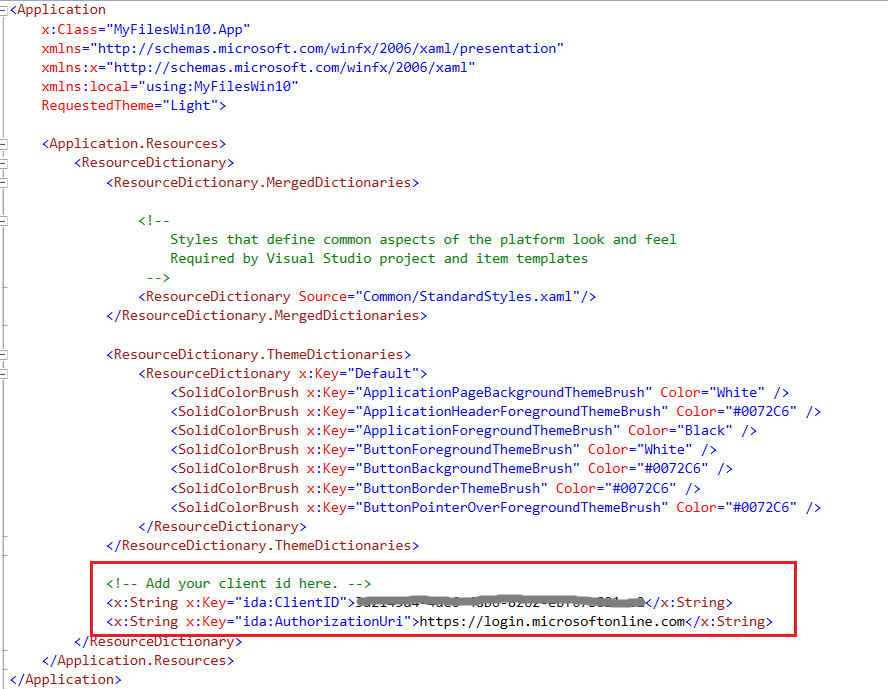 <Application
x:Class="MyFilesWin10.App"
xmlns="http://schemas.microsoft.com/winfx/2006/xaml/presentation"
xmlns:x="http://schemas.microsoft.com/winfx/2006/xaml"
xmlns:local="using:MyFilesWin10"
RequestedTheme="Light">
<Application.Resources>
<ResourceDictionary>
<ResourceDictionary.MergedDictionaries>
<!--
Styles that define common aspects of the platform look and feel
Required by Visual Studio project and item templates
-->
<ResourceDictionary Source="Common/StandardStyles.xaml"/>
</ResourceDictionary.MergedDictionaries>
<ResourceDictionary.ThemeDictionaries>
<ResourceDictionary x:Key="Default">
<SolidColorBrush x:Key="ApplicationPageBackgroundThemeBrush" Color="White" />
<SolidColorBrush x:Key="ApplicationHeaderForegroundThemeBrush" Color="#0072C6" />
<SolidColorBrush x:Key="ApplicationForegroundThemeBrush" Color="Black" />
<SolidColorBrush x:Key="ButtonForegroundThemeBrush" Color="White" />
<SolidColorBrush x:Key="ButtonBackgroundThemeBrush" Color="#0072C6" />
<SolidColorBrush x:Key="ButtonBorderThemeBrush" Color="#0072C6" />
<SolidColorBrush x:Key="ButtonPointerOverForegroundThemeBrush" Color="#0072C6" />
</ResourceDictionary>
</ResourceDictionary.ThemeDictionaries>
<!-- Add your client id here. -->
<x:String x:Key="ida:ClientID"></x:String>
<x:String x:Key="ida:AuthorizationUri">https://login.microsoftonline.com</x:String>
</ResourceDictionary>
</Application.Resources>
</Application>